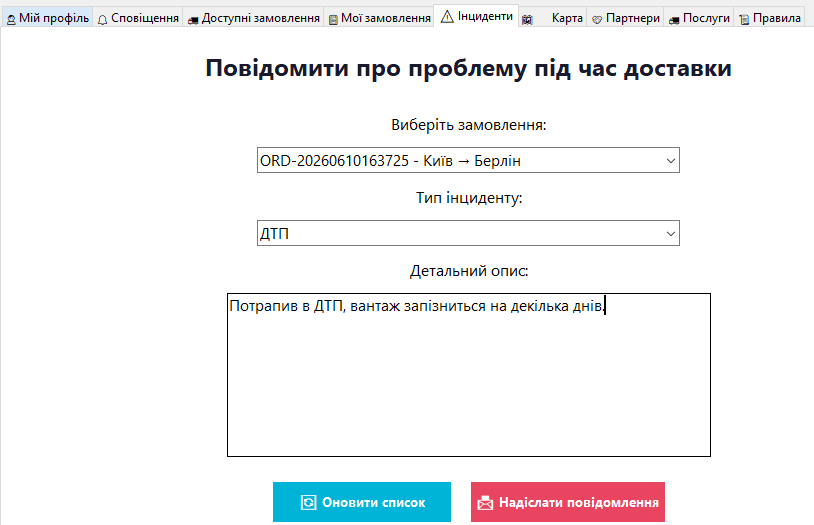 Мій профіль Сповіщення Доступні замовлення Мої замовлення Інциденти Карта Партнери Послуги Правила
Повідомити про проблему під час доставки
Виберіть замовлення:
ORD-20260610163725 - Київ → Берлін
Тип інциденту:
ДТП
Детальний опис:
Потрапив в ДТП, вантаж запізниться на декілька днів.
Оновити список Надіслати повідомлення